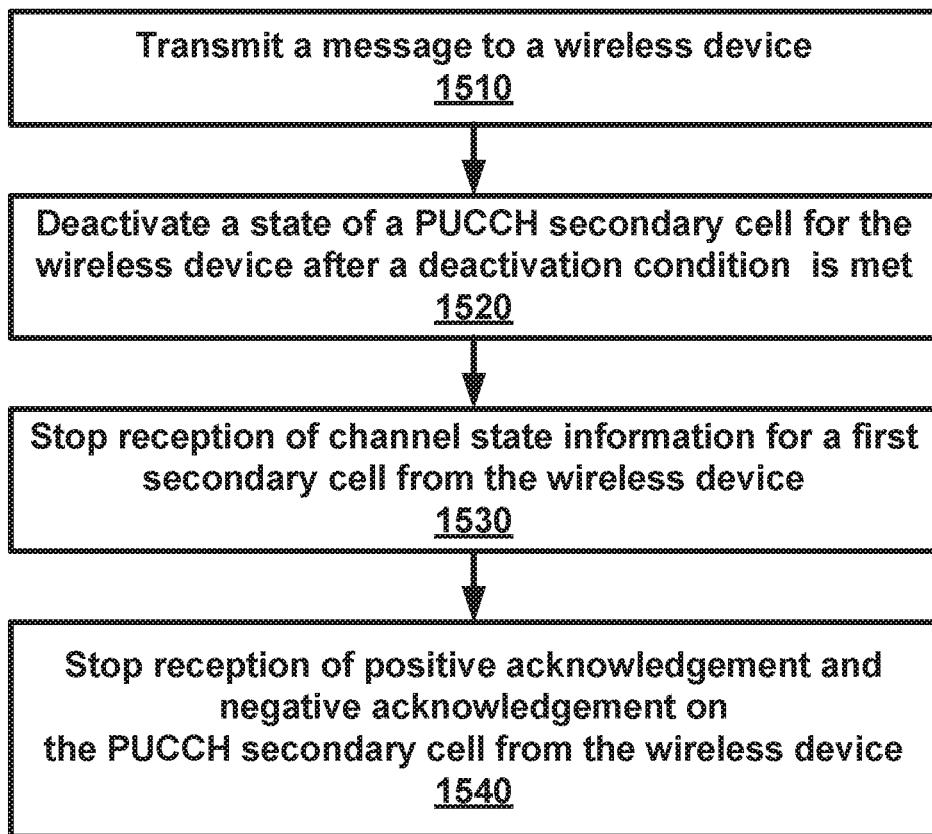 Transmit a message to a wireless device
1510
Deactivate a state of a PUCCH secondary cell for the
wireless device after a deactivation condition is met
1520
Stop reception of channel state information for a first
secondary cell from the wireless device
1530
Stop reception of positive acknowledgement and
negative acknowledgement on
the PUCCH secondary cell from the wireless device
1540